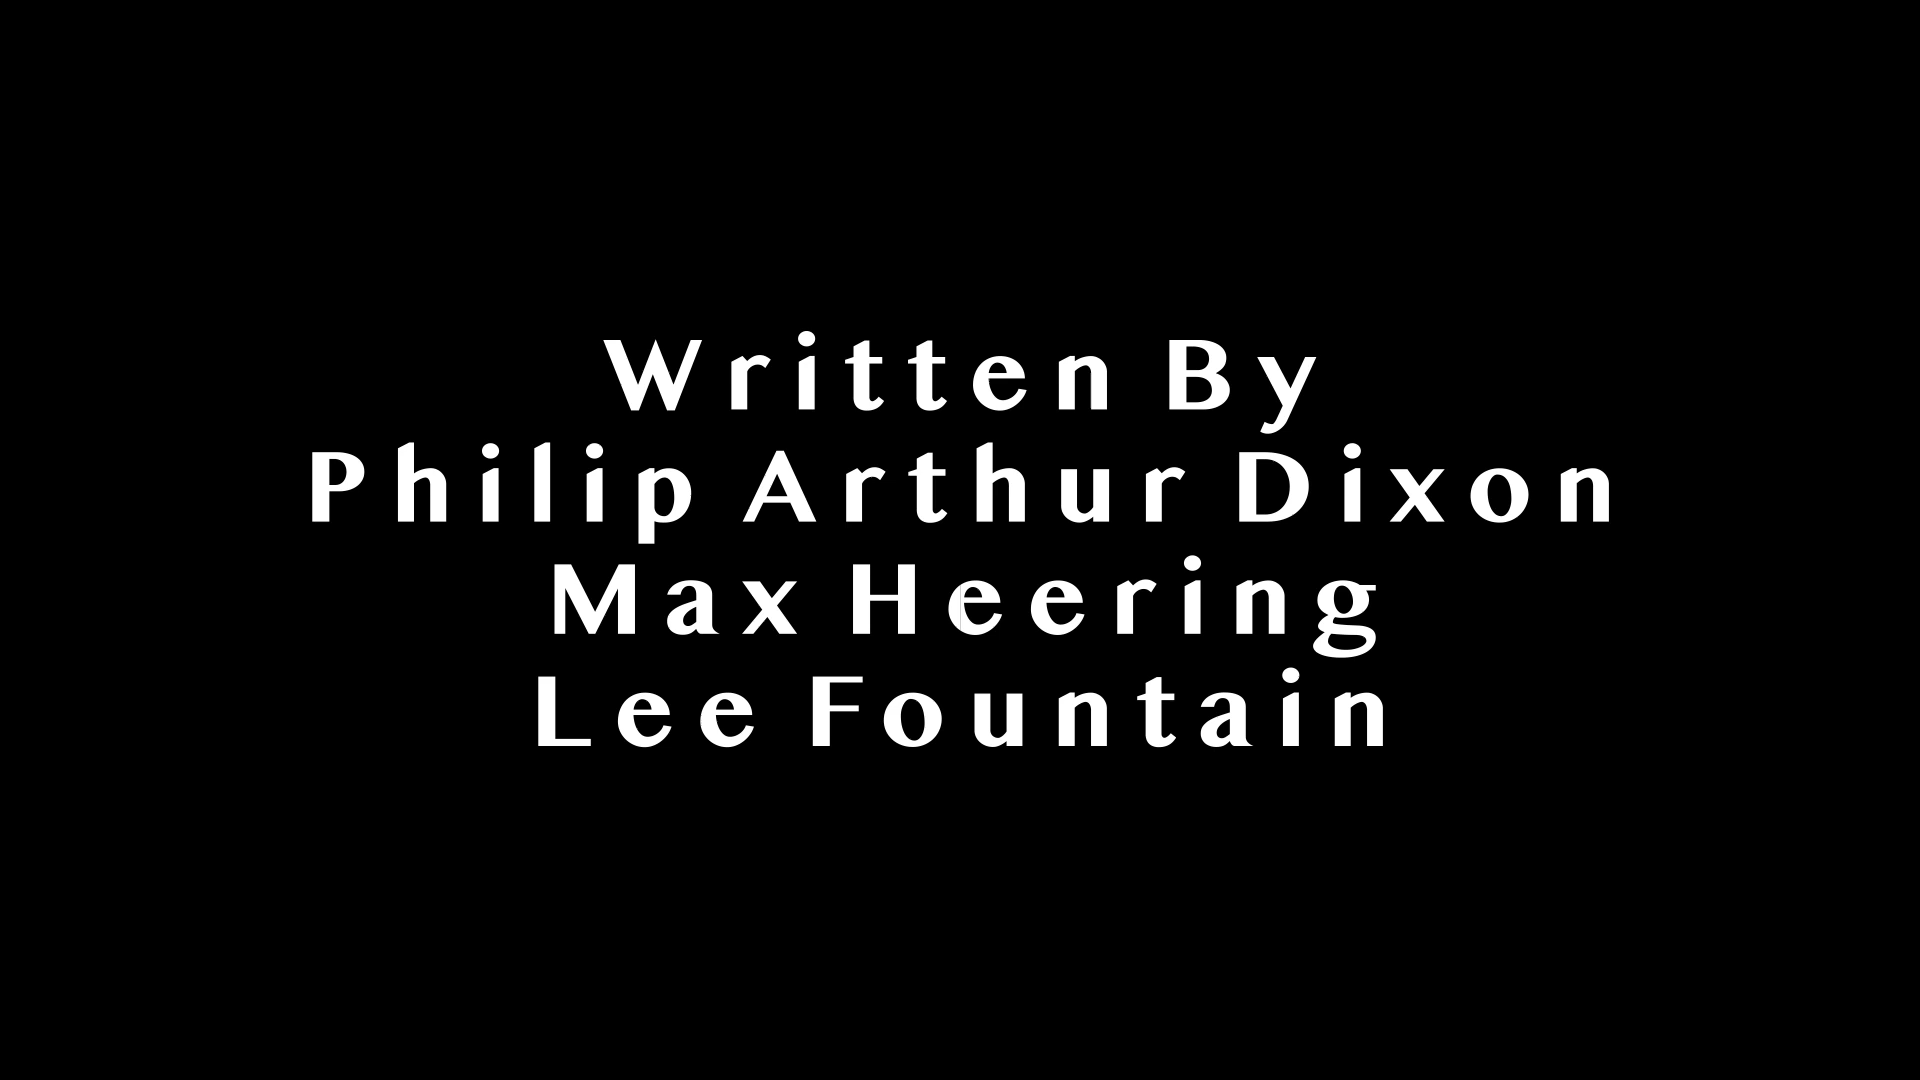 Written By
Philip Arthur Dixon
Max Heering
Lee Fountain